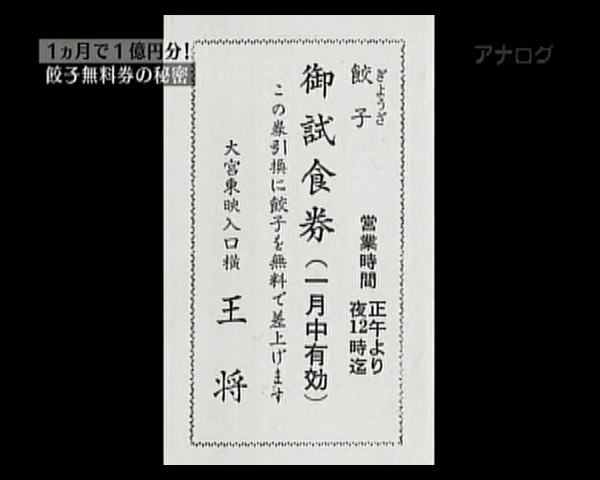 1ヵ月で1億円分!
餃子無料券の秘密
アナログ
餃子
ぎようざ
営業時間 正午より
夜12時迄
御試食券(一月中有効)
この券引換に餃子を無料で差上げます
大宮東映入口横
王将